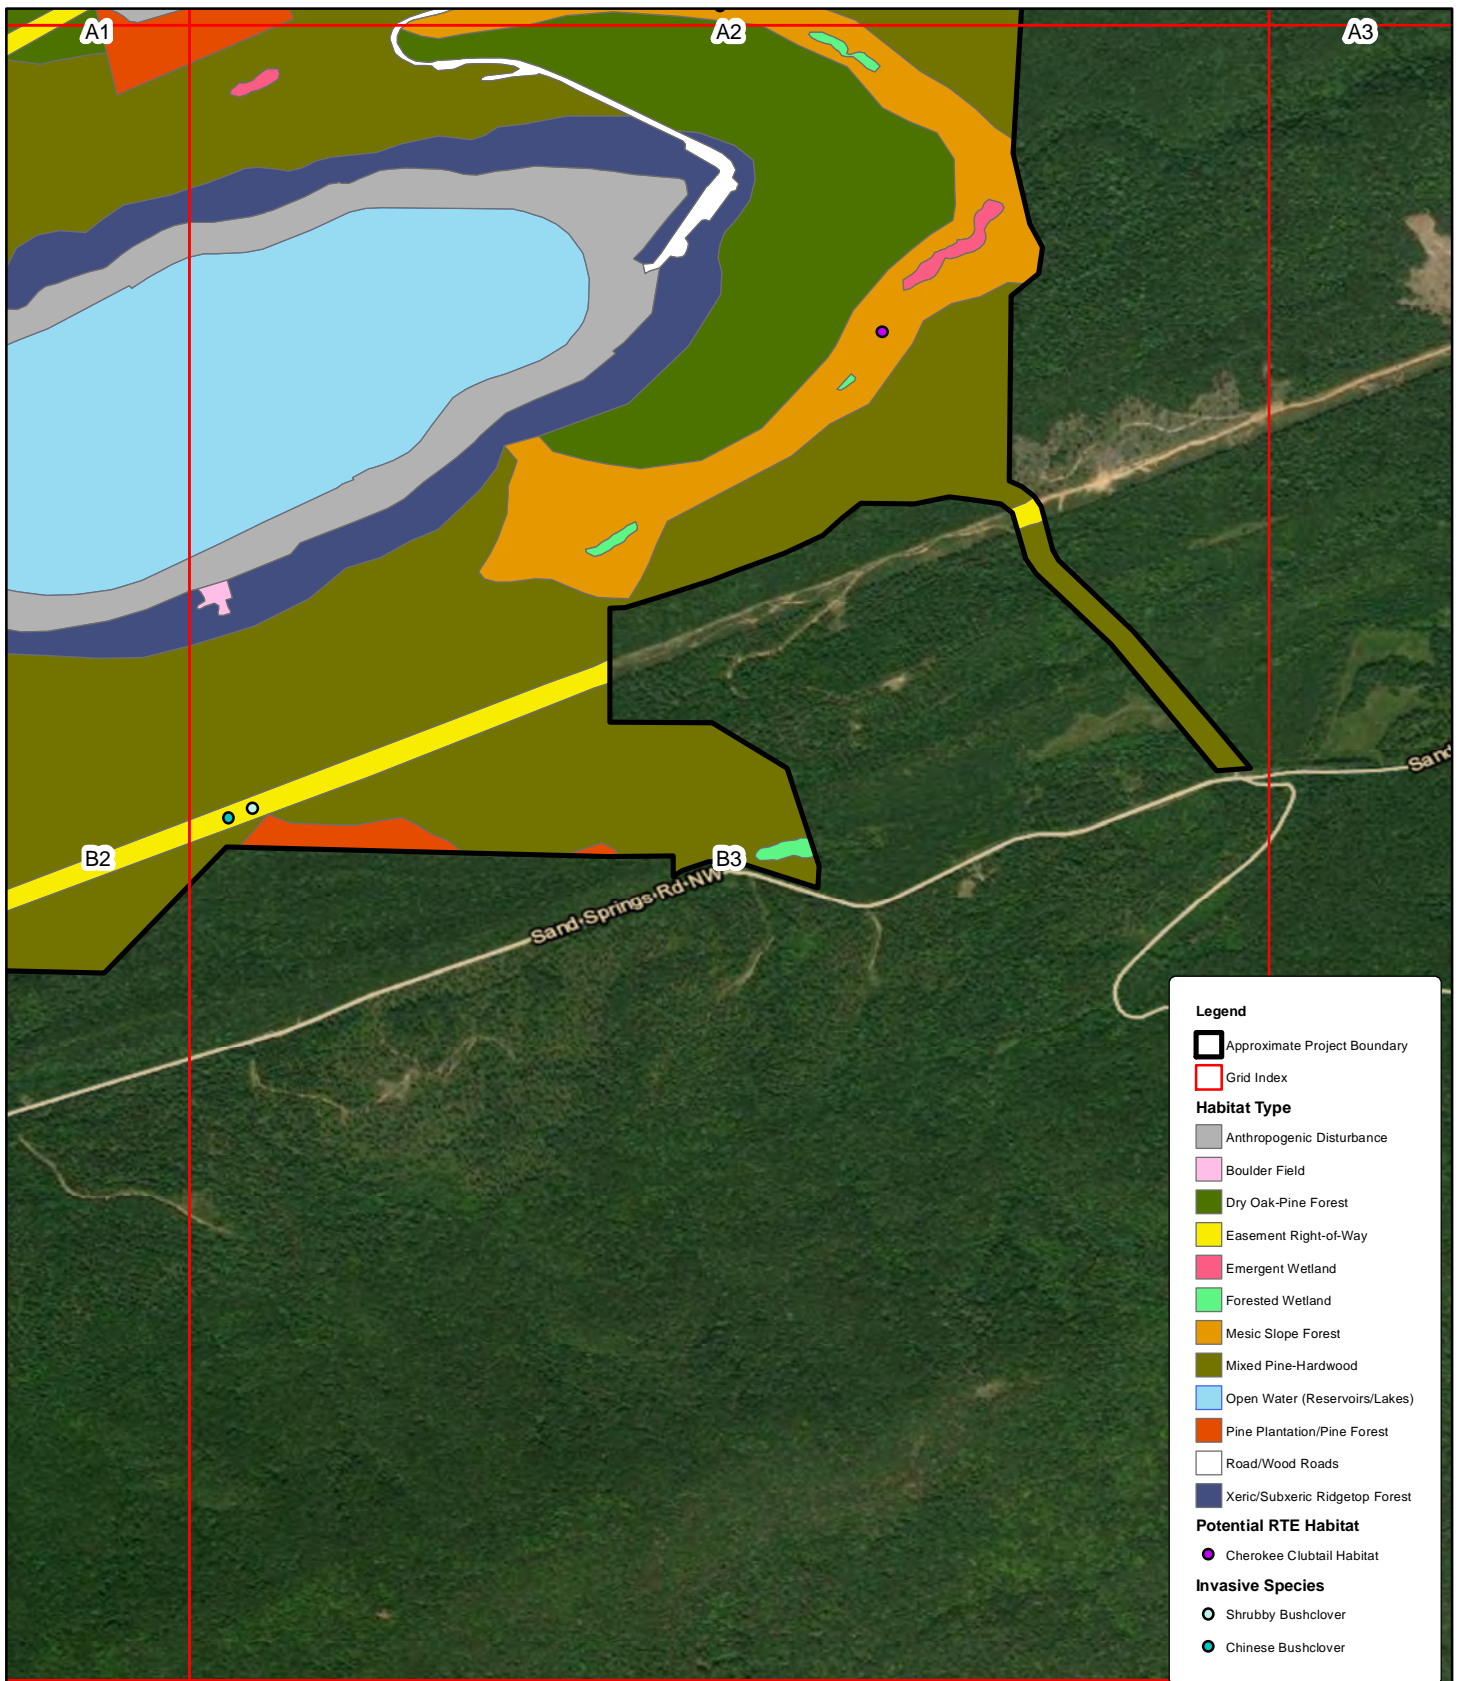 A1
A2
A3
Sand
B2
B3
Sand Springs Rd NW
Legend
Approximate Project Boundary
Grid Index
Habitat Type
Anthropogenic Disturbance
Boulder Field
Dry Oak-Pine Forest
Easement Right-of-Way
Emergent Wetland
Forested Wetland
Mesic Slope Forest
Mixed Pine-Hardwood
Open Water (Reservoirs/Lakes)
Pine Plantation/Pine Forest
Road/Wood Roads
Xeric/Subxeric Ridgetop Forest
Potential RTE Habitat
Cherokee Clubtail Habitat
Invasive Species
Shrubby Bushclover
Chinese Bushclover